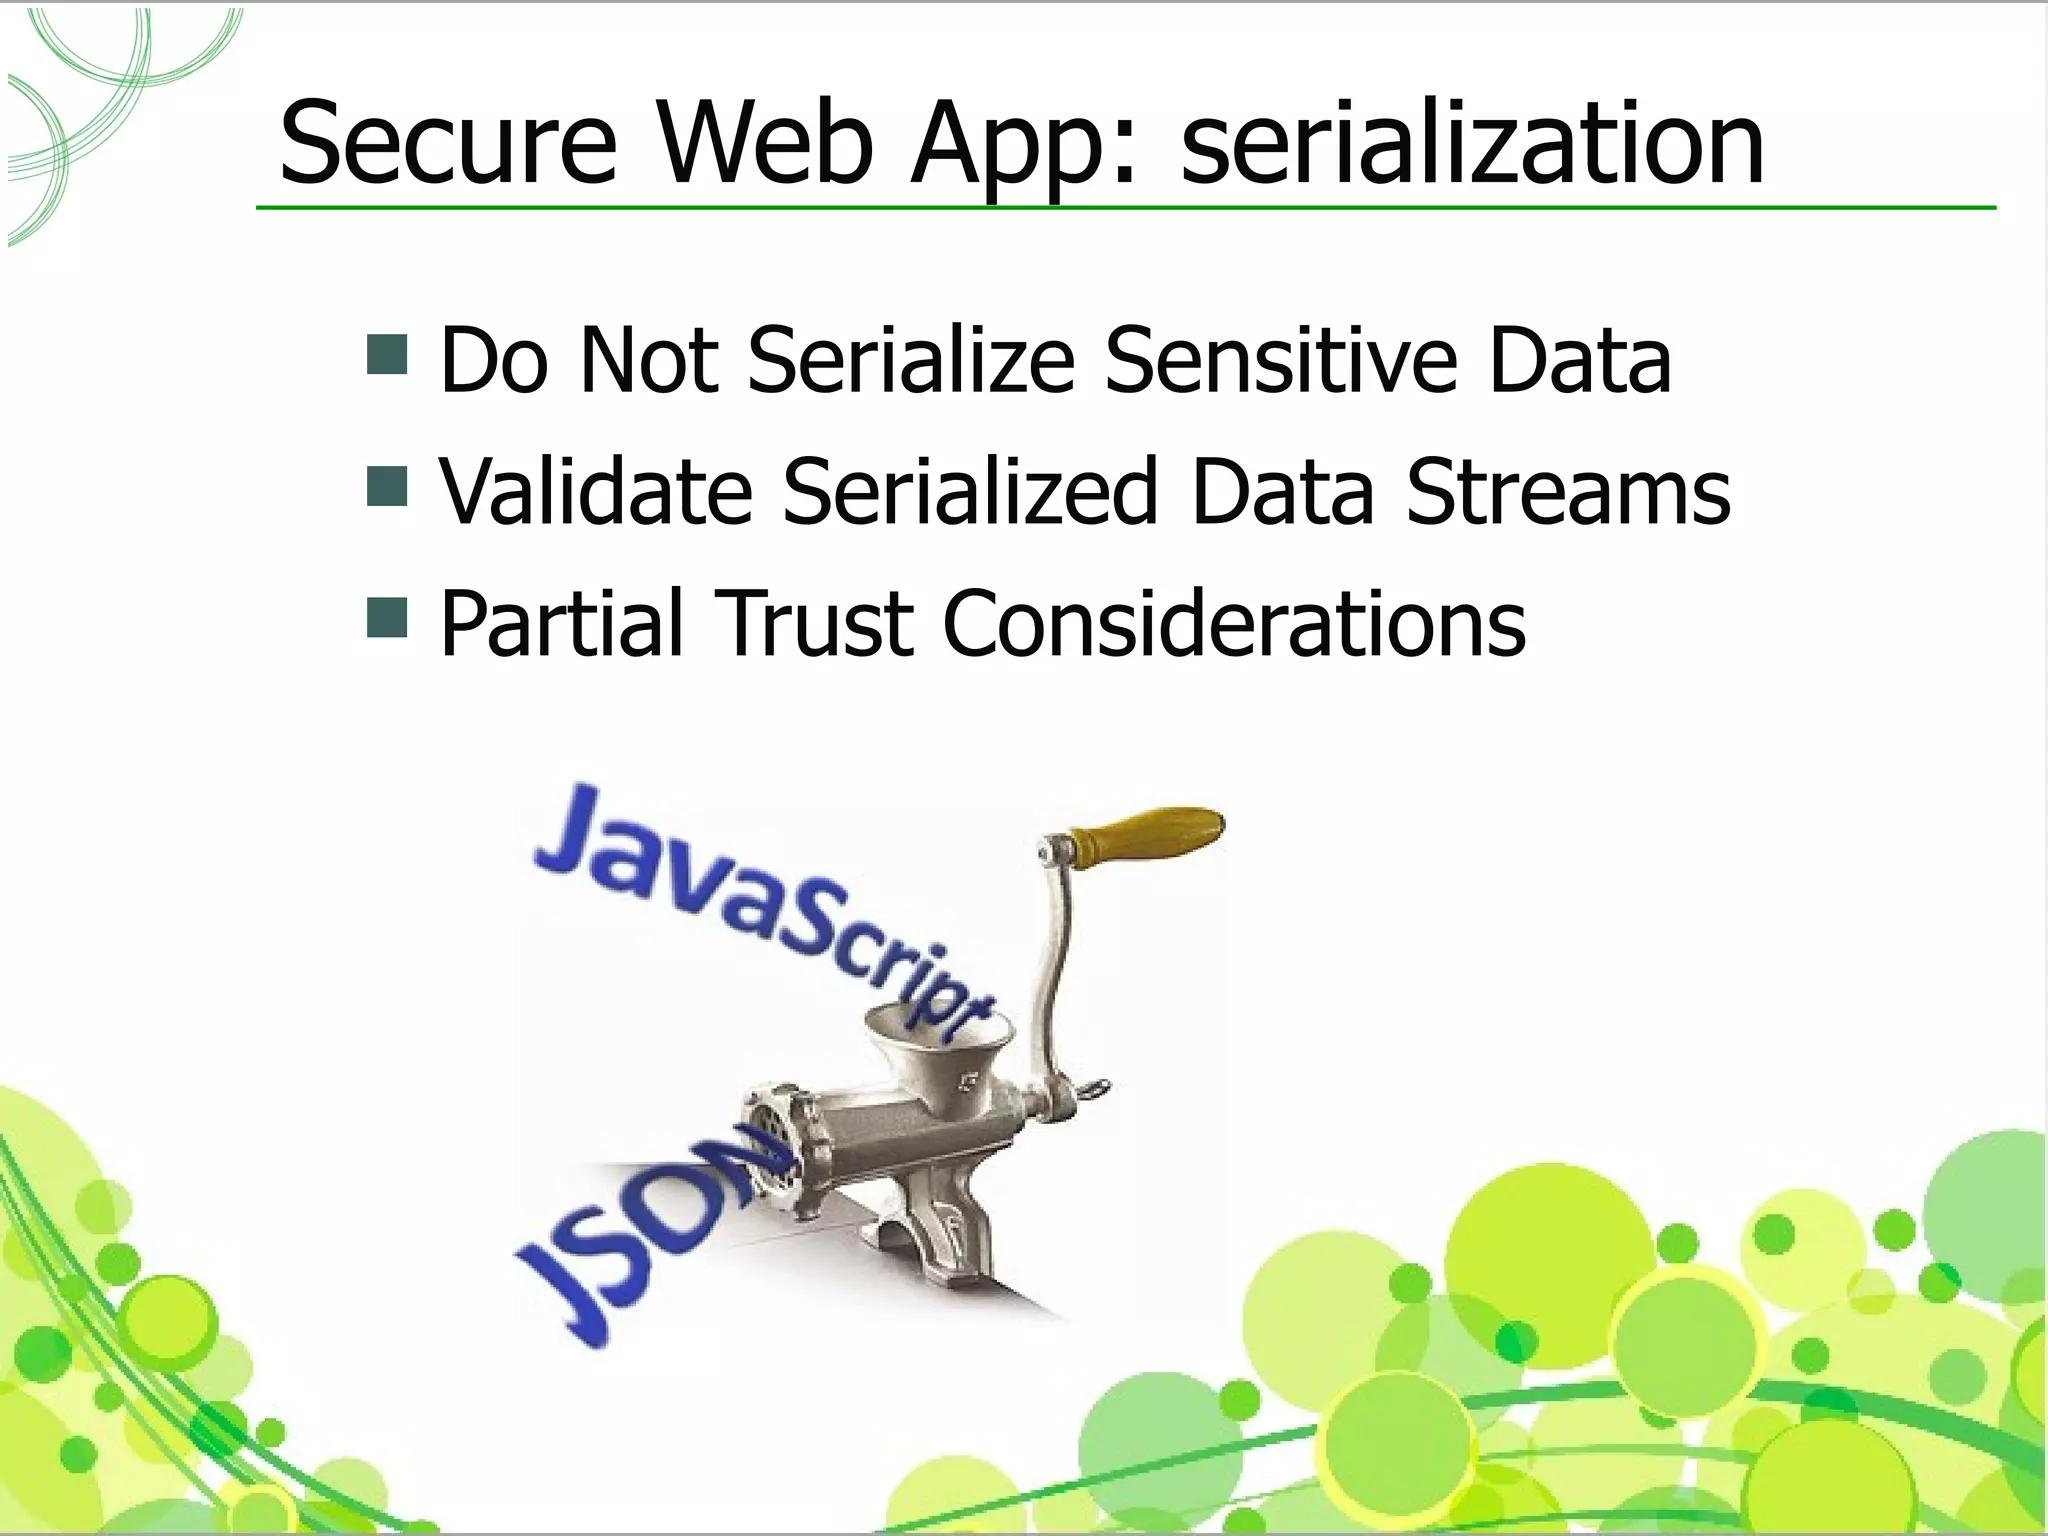 Secure Web App: serialization
Do Not Serialize Sensitive Data
Validate Serialized Data Streams
Partial Trust Considerations
JavaScript
JSON